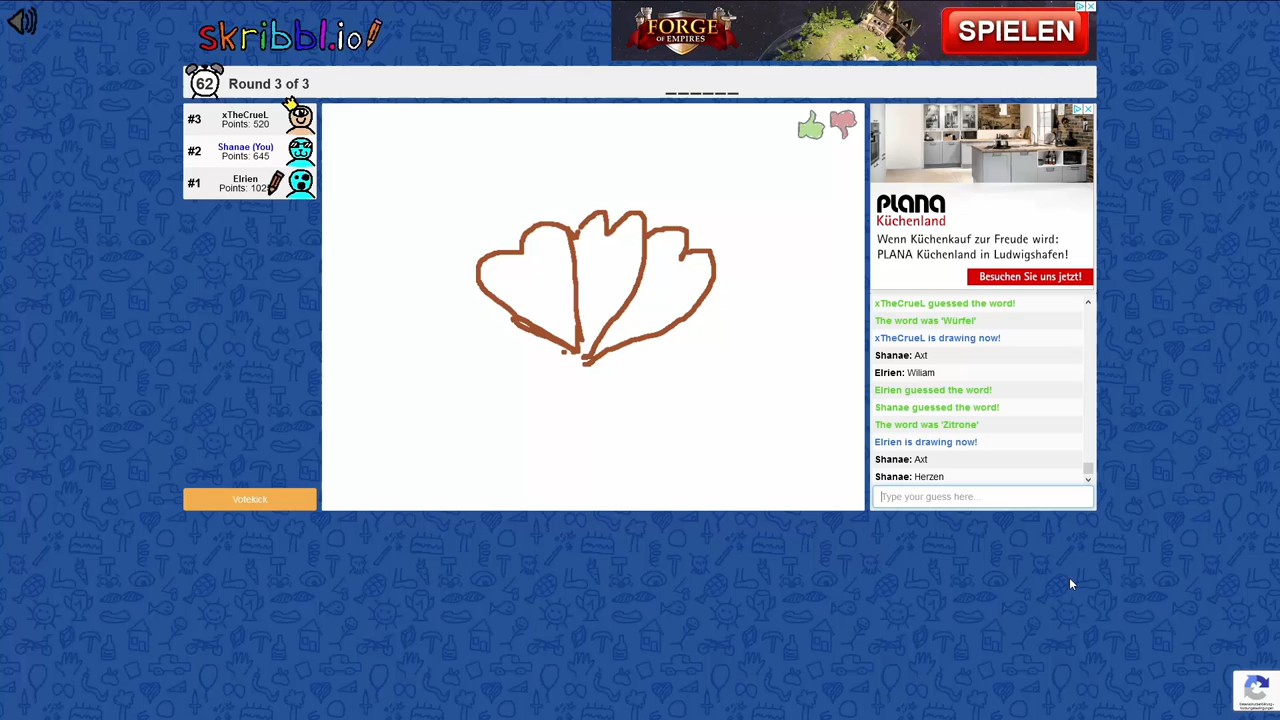 skribbl.io
FORGE
OF EMPIRES
SPIELEN
62
Round 3 of 3
______
#3
xTheCrueL
Points: 520
#2
Shanae (You)
Points: 645
#1
Elrien
PLANA
Küchenland
Wenn Küchenkauf zur Freude wird:
PLANA Küchenland in Ludwigshafen!
Besuchen Sie uns jetzt!
xTheCrueL guessed the word!
The word was 'Würfel'
xTheCrueL is drawing now!
Shanae: Axt
Elrien: Wiliam
Elrien guessed the word!
Shanae guessed the word!
The word was 'Zitrone'
Elrien is drawing now!
Shanae: Axt
Shanae: Herzen
Type your guess here...
Votekick